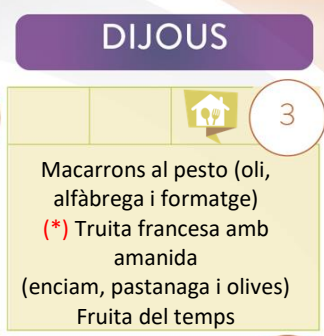 DIJOUS
3
Macarrons al pesto (oli,
alfàbrega i formatge)
(*) Truita francesa amb
amanida
(enciam, pastanaga i olives)
Fruita del temps